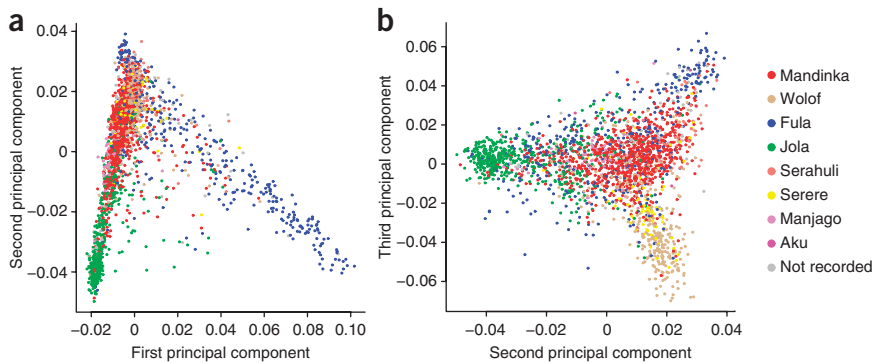 a
Second principal component
0.04
0.02
0
−0.02
−0.04
−0.02
0
0.02
0.04
0.06
0.08
0.10
First principal component
b
Third principal component
0.06
0.04
0.02
0
−0.02
−0.04
−0.06
−0.04
−0.02
0
0.02
0.04
Second principal component
Mandinka
Wolof
Fula
Jola
Serahuli
Serere
Manjago
Aku
Not recorded